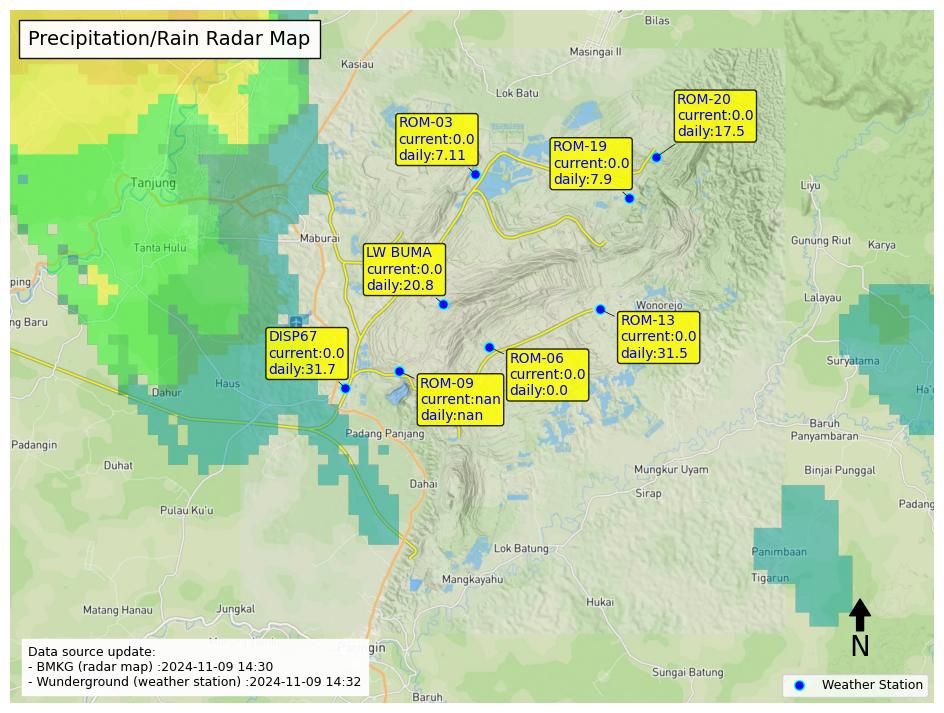 Precipitation/Rain Radar Map
Bilas
Masingai II
Kasiau
Lok Batu
ROM-20
current:0.0
daily:17.5
ROM-03
current:0.0
daily:7.11
ROM-19
current:0.0
daily:7.9
Tanjung
Liyu
Maburai
Tanta Hulu
Gunung Riut
Karya
LW BUMA
current:0.0
daily:20.8
ping
Lalayau
Wonorejo
ng Baru
ROM-13
current:0.0
daily:31.5
DISP67
current:0.0
daily:31.7
ROM-06
current:0.0
daily:0.0
Suryatama
Haus
Dahur
Ha'
ROM-09
current:nan
daily:nan
Baruh
Panyambaran
Padang Panjang
Padangin
Duhat
Mungkur Uyam
Binjai Punggal
Dahai
Sirap
Padang
Pulau Ku'u
Lok Batung
Panimbaan
Mangkayahu
Tigarun
Hukai
Matang Hanau
Jungkal
N
Data source update:
- BMKG (radar map) :2024-11-09 14:30
- Wunderground (weather station) :2024-11-09 14:32
Sungai Batung
Weather Station
Baruh